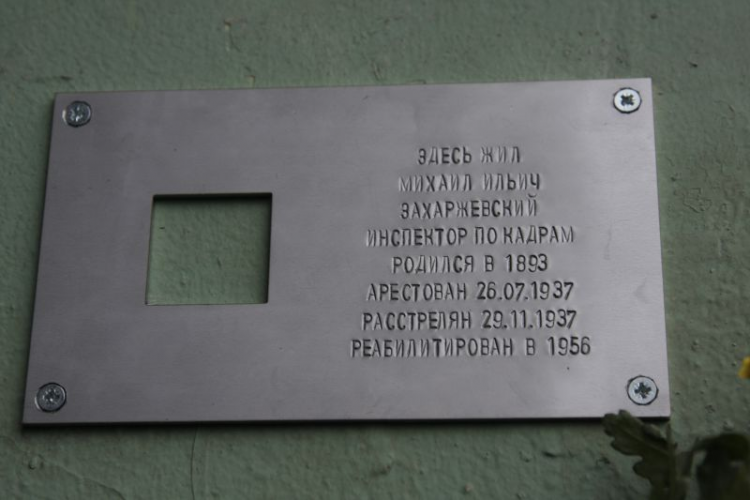 ЗДЕСЬ ЖИЛ
МИХАИЛ ИЛЬИЧ
ЗАХАРЖЕВСКИЙ
ИНСПЕКТОР ПО КАДРАМ
РОДИЛСЯ В 1893
АРЕСТОВАН 26.07.1937
РАССТРЕЛЯН 29.11.1937
РЕАБИЛИТИРОВАН В 1956